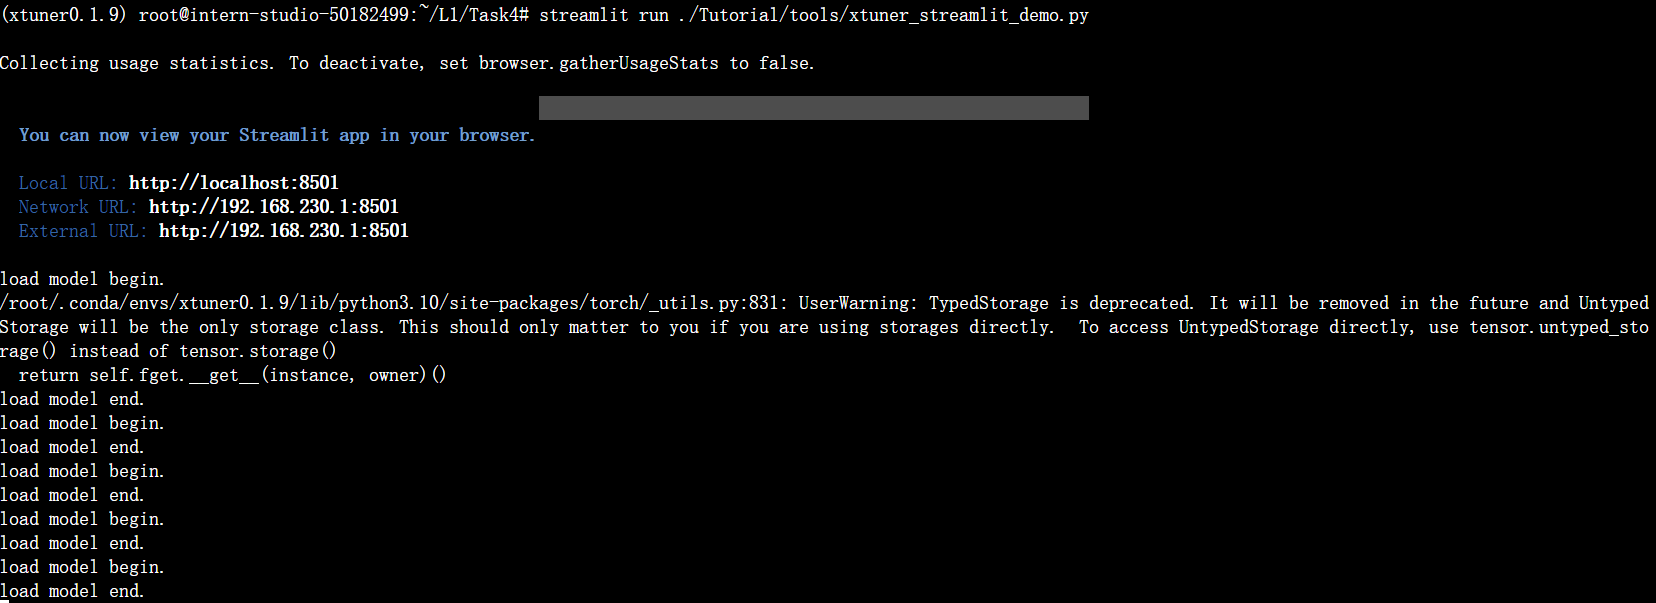 (xtuner0.1.9) root@intern-studio-50182499:~/L1/Task4# streamlit run ./Tutorial/tools/xtuner_streamlit_demo.py
Collecting usage statistics. To deactivate, set browser.gatherUsageStats to false.
You can now view your Streamlit app in your browser.
Local URL: http://localhost:8501
Network URL: http://192.168.230.1:8501
External URL: http://192.168.230.1:8501
load model begin.
/root/.conda/envs/xtuner0.1.9/lib/python3.10/site-packages/torch/_utils.py:831: UserWarning: TypedStorage is deprecated. It will be removed in the future and Untyped
Storage will be the only storage class. This should only matter to you if you are using storages directly.  To access UntypedStorage directly, use tensor.untyped_sto
rage() instead of tensor.storage()
  return self.fget.__get__(instance, owner)()
load model end.
load model begin.
load model end.
load model begin.
load model end.
load model begin.
load model end.
load model begin.
load model end.